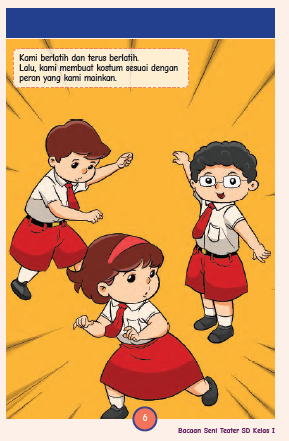 Kami berlatih dan terus berlatih.
Lalu, kami membuat kostum sesuai dengan
peran yang kami mainkan.
6
Bacaan Seni Teater SD Kelas I